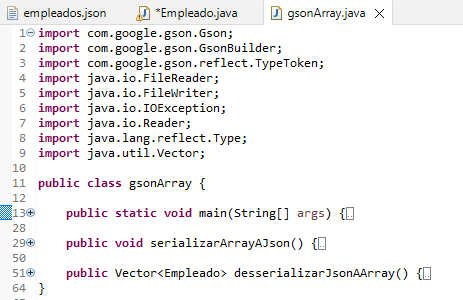 empleados.json *Empleado.java gsonArray.java
1 import com.google.gson.Gson;
2 import com.google.gson.GsonBuilder;
3 import com.google.gson.reflect.TypeToken;
4 import java.io.FileReader;
5 import java.io.FileWriter;
6 import java.io.IOException;
7 import java.io.Reader;
8 import java.lang.reflect.Type;
9 import java.util.Vector;
10
11 public class gsonArray {
12
13 public static void main(String[] args) {
28
29 public void serializarArrayAJson() {
50
51 public Vector<Empleado> desserializarJsonAArray() {
64 }
65